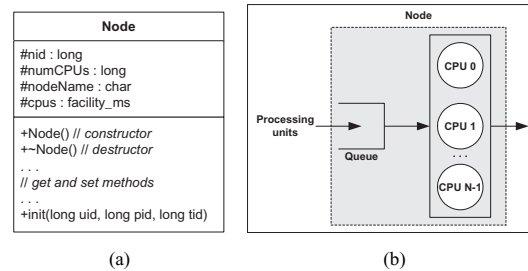 Node
#nid : long
#numCPUs : long
#nodeName : char
#cpus : facility_ms
+Node() // constructor
+~Node() // destructor
. . .
// get and set methods
. . .
+init(long uid, long pid, long tid)
(a)
Node
CPU 0
Processing
units
CPU 1
Queue
. . .
CPU N-1
(b)